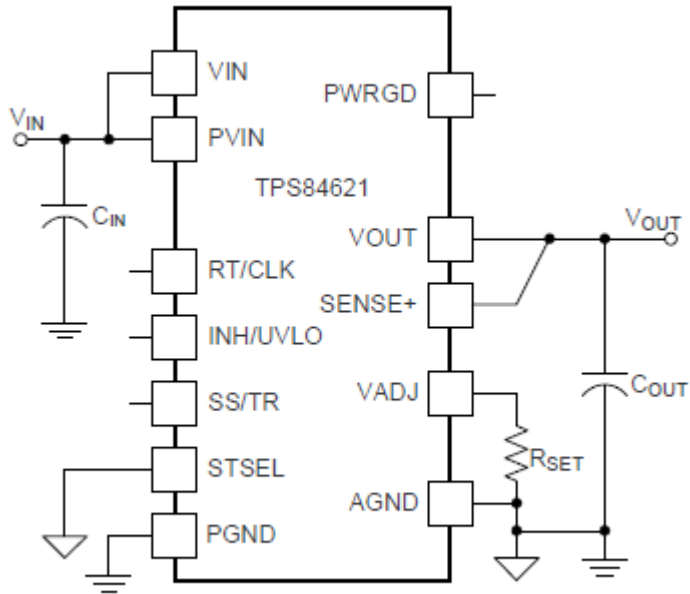 VIN
PWRGD
VIN
PVIN
TPS84621
CIN
VOUT
VOUT
RT/CLK
SENSE+
INH/UVLO
VADJ
COUT
SS/TR
RSET
STSEL
AGND
PGND